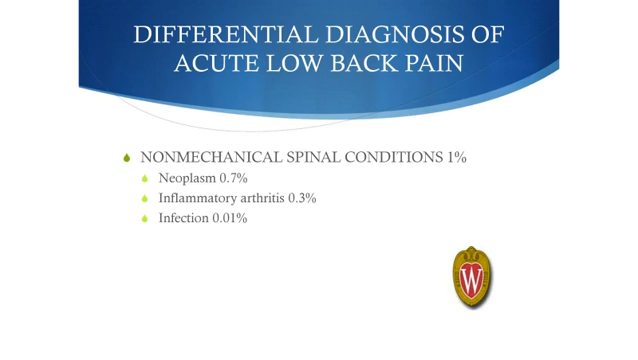 DIFFERENTIAL DIAGNOSIS OF
ACUTE LOW BACK PAIN
NONMECHANICAL SPINAL CONDITIONS 1%
Neoplasm 0.7%
Inflammatory arthritis 0.3%
Infection 0.01%
W